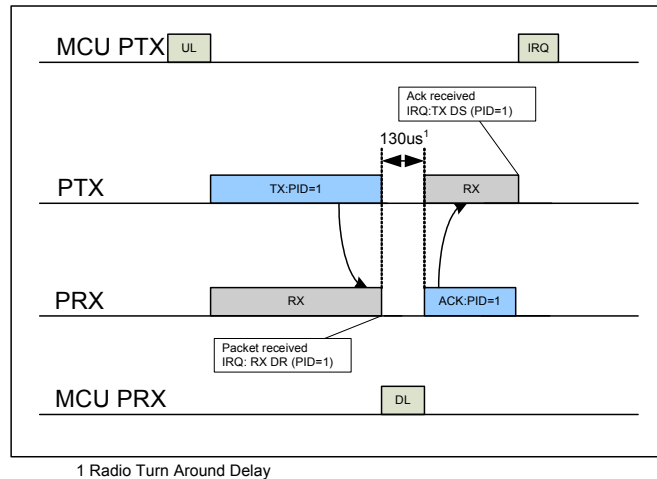 MCU PTX
UL
IRQ
Ack received
IRQ:TX DS (PID=1)
130us1
PTX
TX:PID=1
RX
PRX
RX
ACK:PID=1
Packet received
IRQ: RX DR (PID=1)
MCU PRX
DL
1 Radio Turn Around Delay